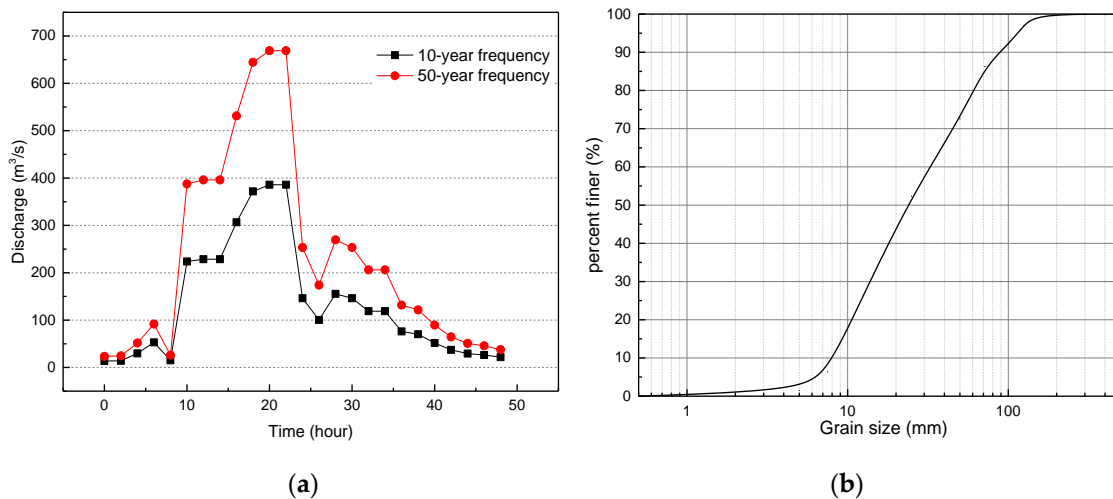 700
600
500
400
300
200
100
0
Discharge (m³/s)
10-year frequency
50-year frequency
0 10 20 30 40 50
Time (hour)
(a)
100
90
80
70
60
50
40
30
20
10
0
percent finer (%)
1 10 100
Grain size (mm)
(b)